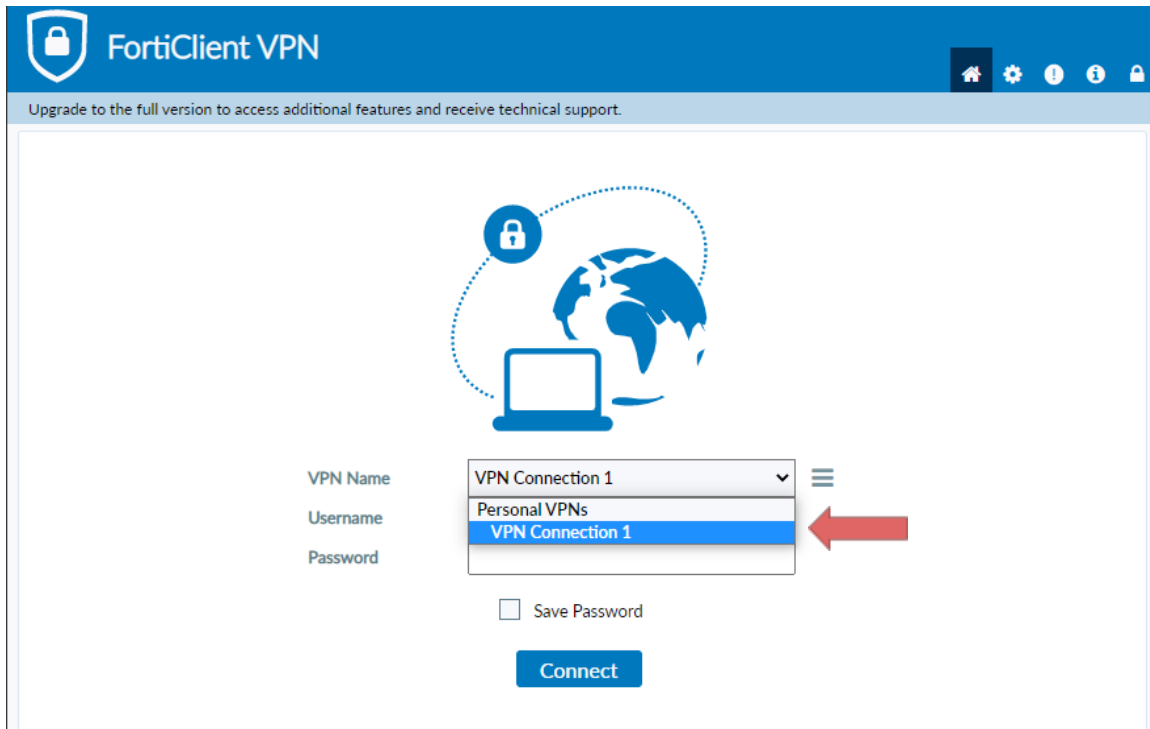 FortiClient VPN
Upgrade to the full version to access additional features and receive technical support.
VPN Name
VPN Connection 1
Personal VPNs
VPN Connection 1
Username
Password
Save Password
Connect